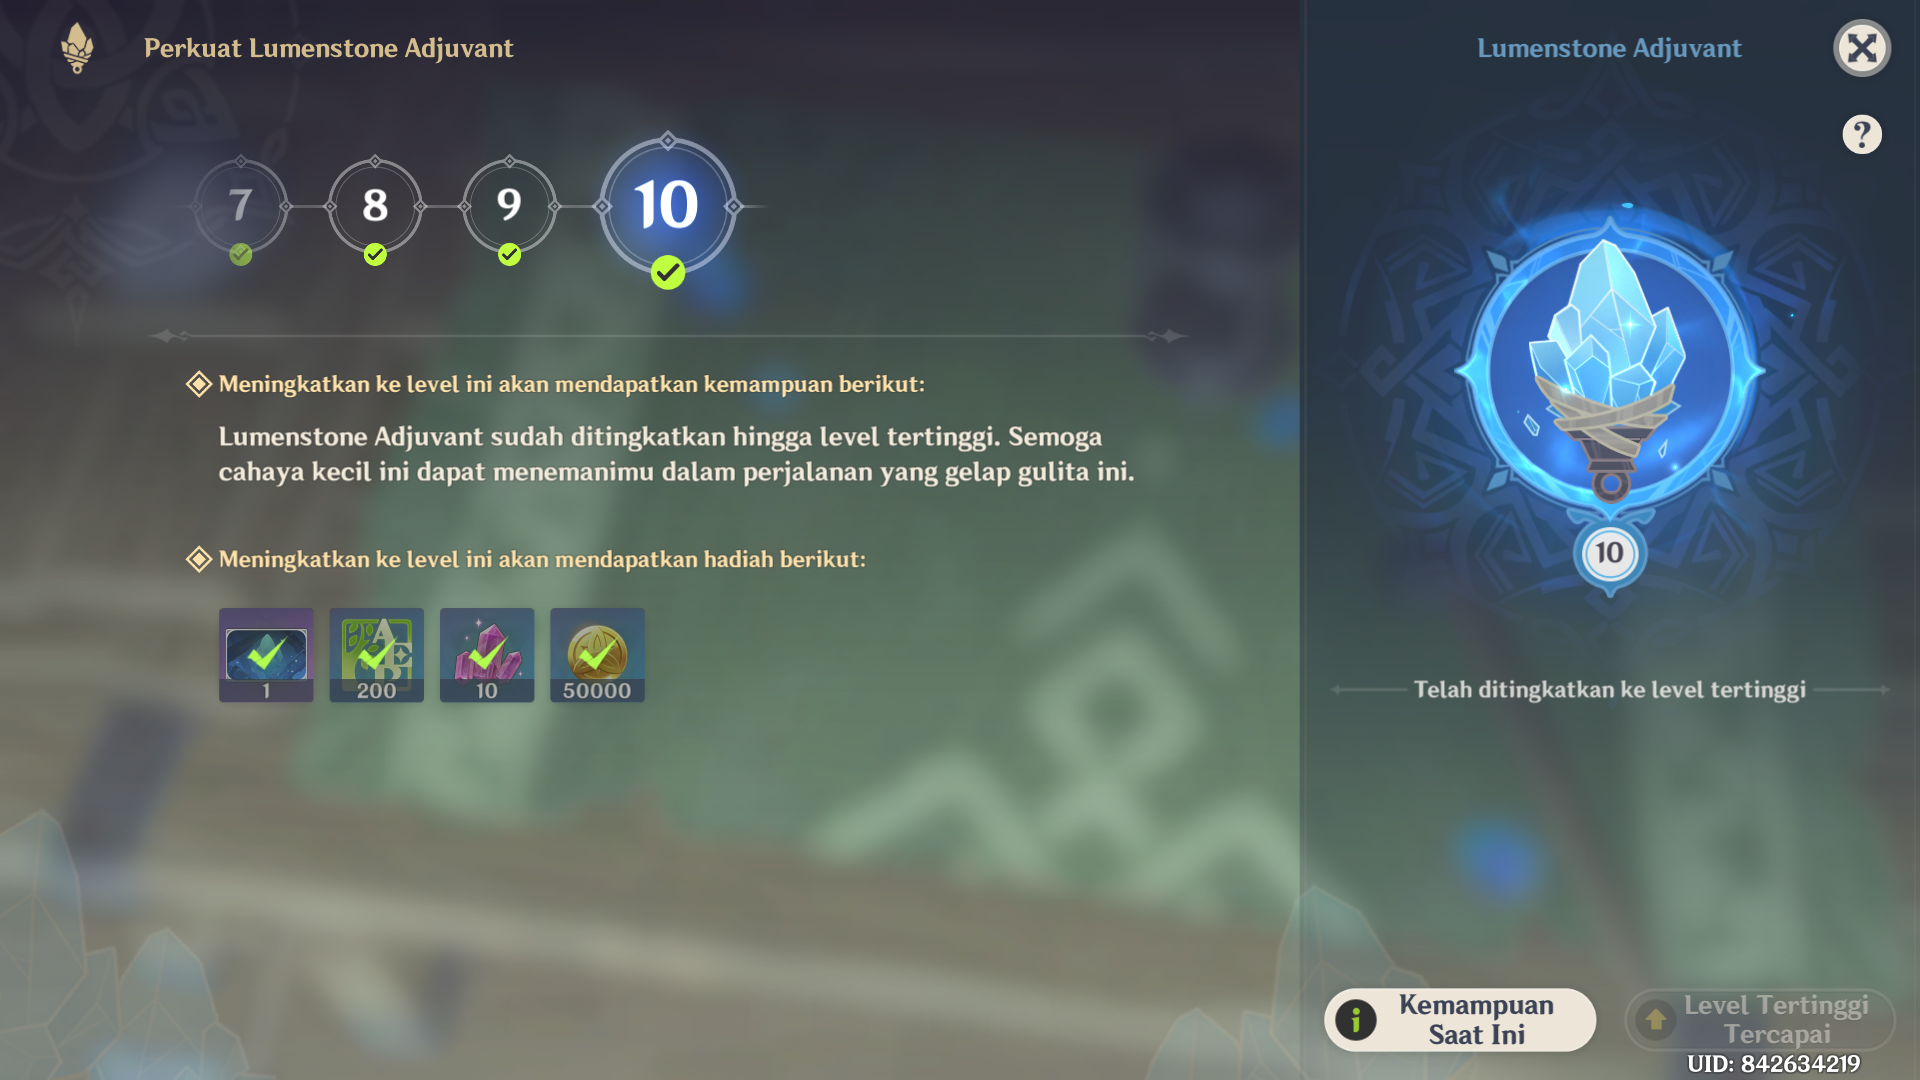 Perkuat Lumenstone Adjuvant
Lumenstone Adjuvant
7
8
9
10
Meningkatkan ke level ini akan mendapatkan kemampuan berikut:
Lumenstone Adjuvant sudah ditingkatkan hingga level tertinggi. Semoga
cahaya kecil ini dapat menemanimu dalam perjalanan yang gelap gulita ini.
Meningkatkan ke level ini akan mendapatkan hadiah berikut:
1
200
10
50000
10
Telah ditingkatkan ke level tertinggi
Kemampuan
Saat Ini
Level Tertinggi
Tercapai
UID: 842634219